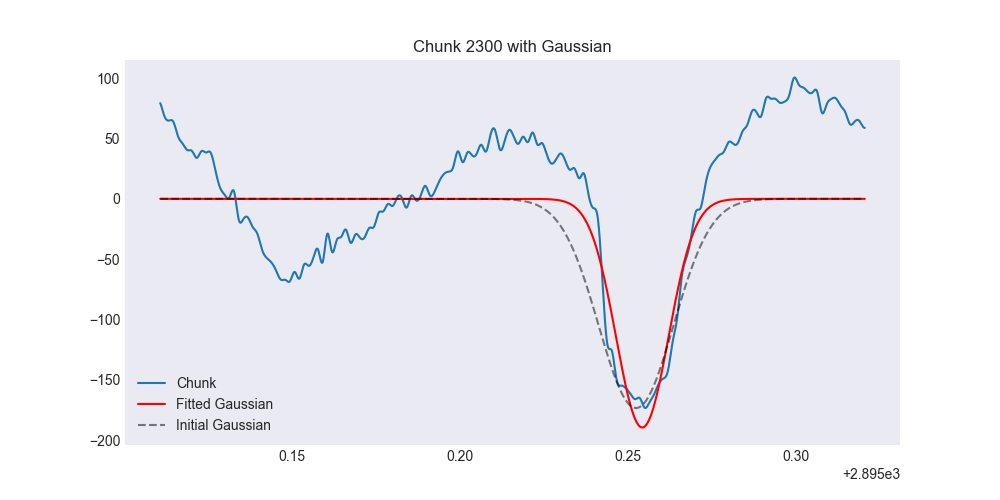 Chunk 2300 with Gaussian
100
50
0
−50
−100
−150
−200
Chunk
Fitted Gaussian
Initial Gaussian
0.15 0.20 0.25 0.30
+2.895e3